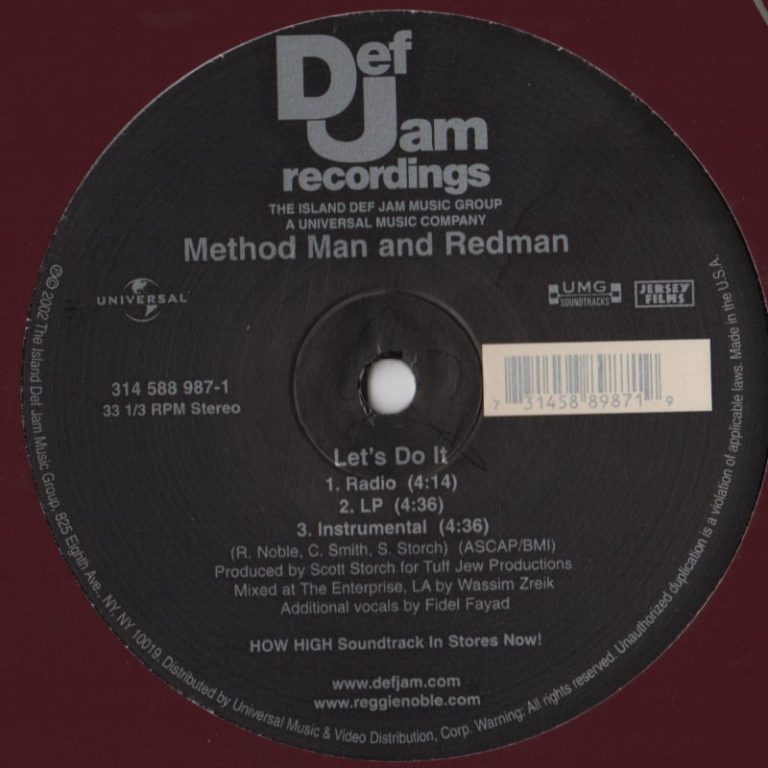 Def
Jam
recordings
THE ISLAND DEF JAM MUSIC GROUP
A UNIVERSAL MUSIC COMPANY
Method Man and Redman
UNIVERSAL
UMG
SOUNDTRACKS
JERSEY
FILMS
314 588 987-1
33 1/3 RPM Stereo
7 31458 89871 9
Let's Do It
1. Radio (4:14)
2. LP (4:36)
3. Instrumental (4:36)
(R. Noble, C. Smith, S. Storch) (ASCAP/BMI)
Produced by Scott Storch for Tuff Jew Productions
Mixed at The Enterprise, LA by Wassim Zreik
Additional vocals by Fidel Fayad
HOW HIGH Soundtrack In Stores Now!
www.defjam.com
www.reggienoble.com
℗© 2002 The Island Def Jam Music Group, 825 Eighth Ave., NY, NY 10019. Distributed by Universal Music & Video Distribution, Corp. Warning: All rights reserved. Unauthorized duplication is a violation of applicable laws. Made in the U.S.A.